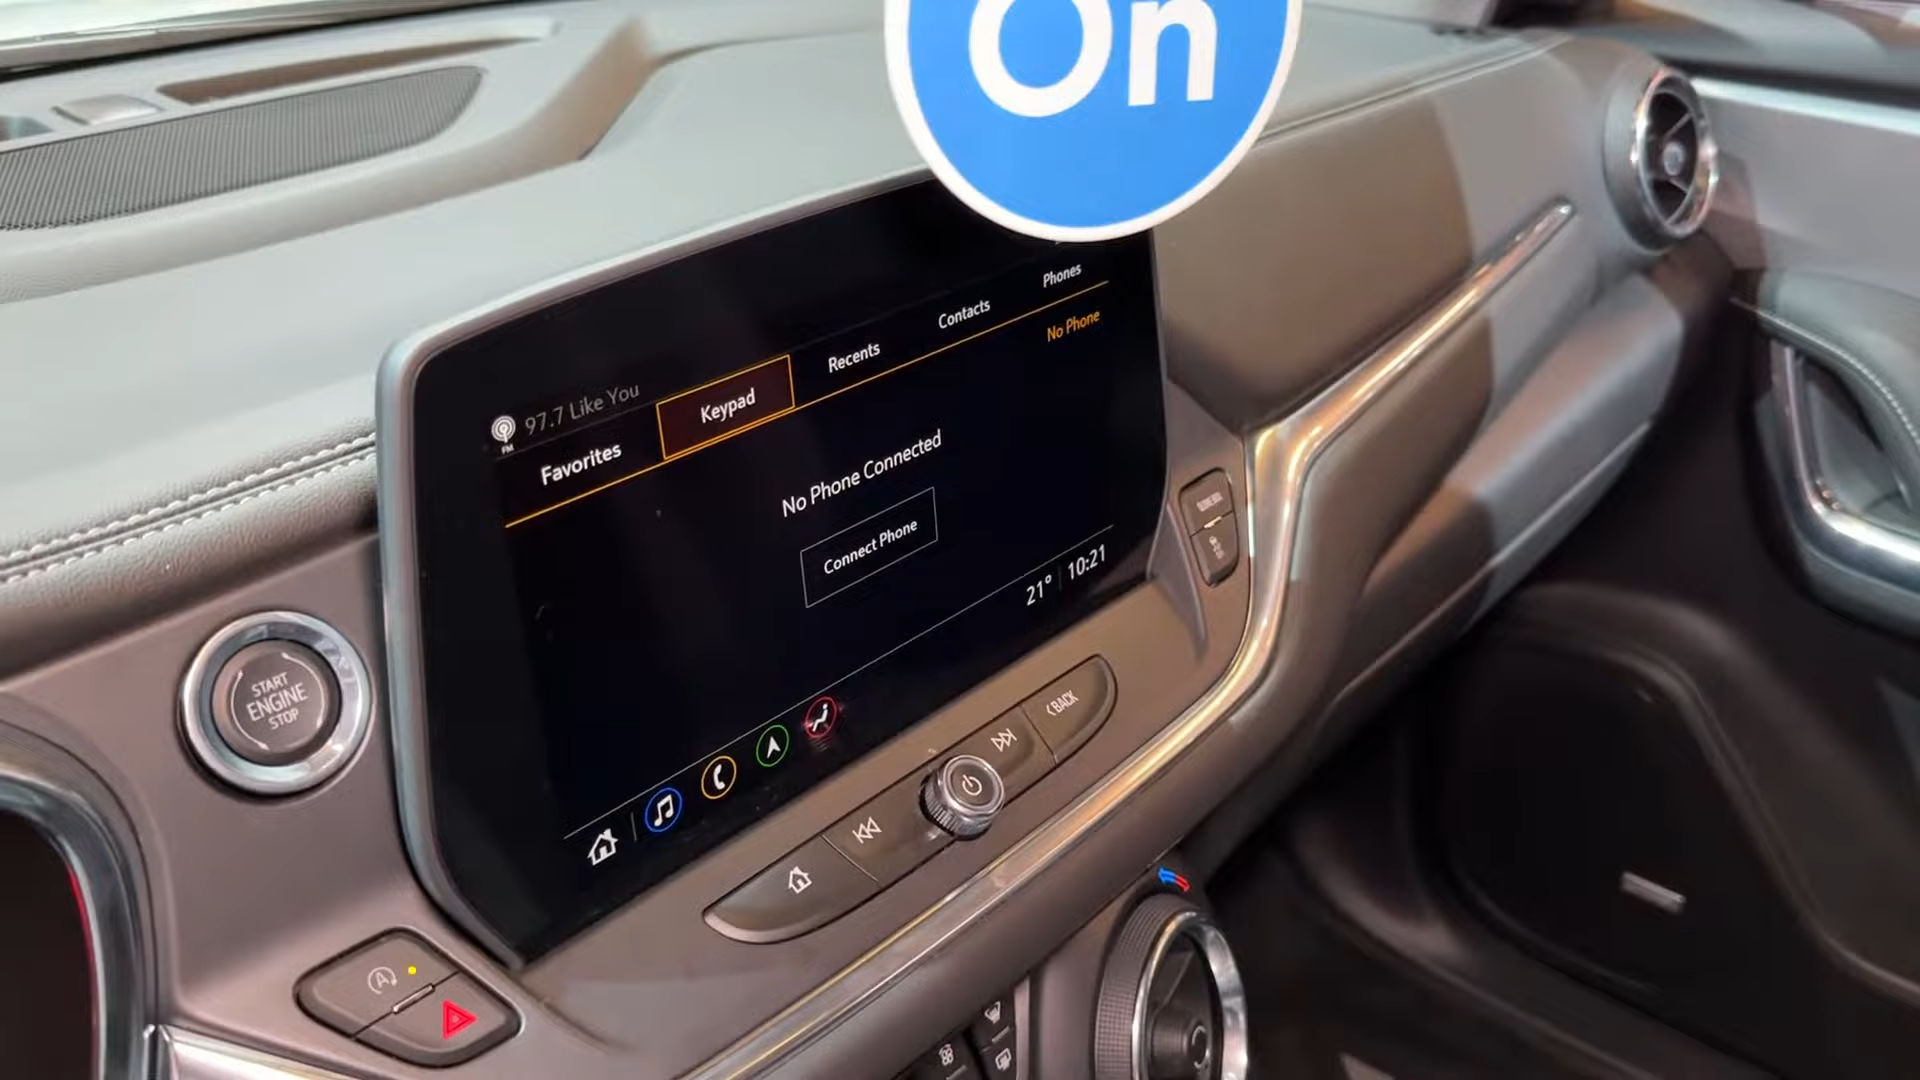 On
Phones
Contacts
Recents
Keypad
Favorites
97.7 Like You
FM
No Phone
No Phone Connected
Connect Phone
21° 10:21
START
ENGINE
STOP
BACK
A